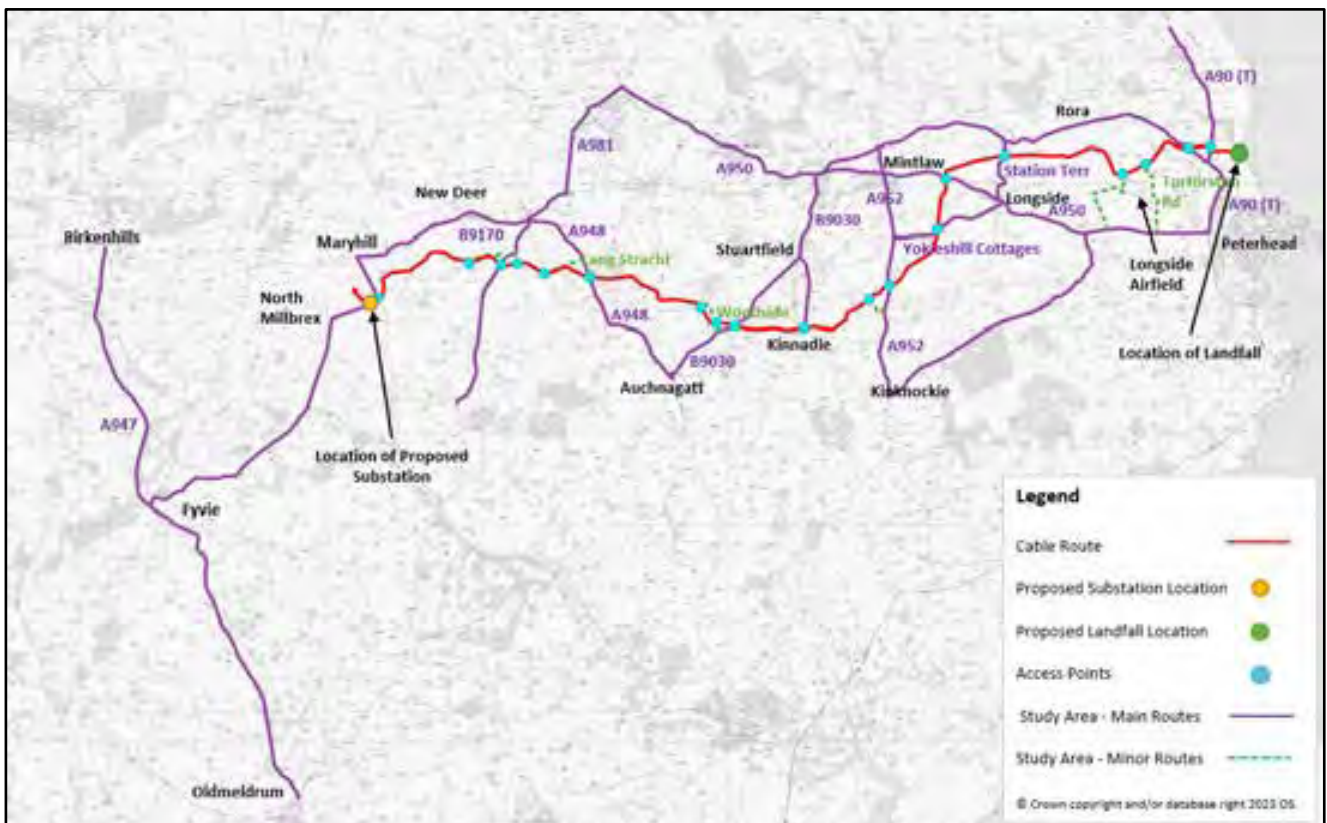 A90 (T)
Rora
A981
Mintlaw
A950
Station Terr
New Deer
A952
Longside
Rd
A950
A90 (T)
B9030
Birkenhills
Maryhill
B9170
A948
Stuartfield
Yokieshill Cottages
Peterhead
Lang Stracht
Longside
Airfield
North
Millbrex
Woodside
A948
Kinnadie
A952
Location of Landfall
B9030
Auchnagatt
Kinknockie
A947
Location of Proposed
Substation
Fyvie
Oldmeldrum
Legend
Cable Route
Proposed Substation Location
Proposed Landfall Location
Access Points
Study Area - Main Routes
Study Area - Minor Routes
© Crown copyright and/or database right 2023 OS.